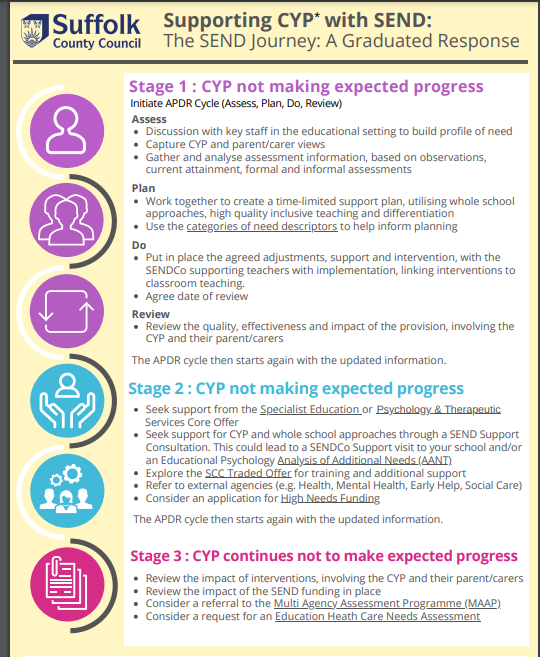 Suffolk
County Council
Supporting CYP* with SEND:
The SEND Journey: A Graduated Response
Stage 1 : CYP not making expected progress
Initiate APDR Cycle (Assess, Plan, Do, Review)
Assess
• Discussion with key staff in the educational setting to build profile of need
• Capture CYP and parent/carer views
• Gather and analyse assessment information, based on observations,
current attainment, formal and informal assessments
Plan
• Work together to create a time-limited support plan, utilising whole school
approaches, high quality inclusive teaching and differentiation
• Use the categories of need descriptors to help inform planning
Do
• Put in place the agreed adjustments, support and intervention, with the
SENDCo supporting teachers with implementation, linking interventions to
classroom teaching.
• Agree date of review
Review
• Review the quality, effectiveness and impact of the provision, involving the
CYP and their parent/carers
The APDR cycle then starts again with the updated information.
Stage 2 : CYP not making expected progress
• Seek support from the Specialist Education or Psychology & Therapeutic
Services Core Offer
• Seek support for CYP and whole school approaches through a SEND Support
Consultation. This could lead to a SENDCo Support visit to your school and/or
an Educational Psychology Analysis of Additional Needs (AANT)
• Explore the SCC Traded Offer for training and additional support
• Refer to external agencies (e.g. Health, Mental Health, Early Help, Social Care)
• Consider an application for High Needs Funding
The APDR cycle then starts again with the updated information.
Stage 3 : CYP continues not to make expected progress
• Review the impact of interventions, involving the CYP and their parent/carers
• Review the impact of the SEND funding in place
• Consider a referral to the Multi Agency Assessment Programme (MAAP)
• Consider a request for an Education Heath Care Needs Assessment